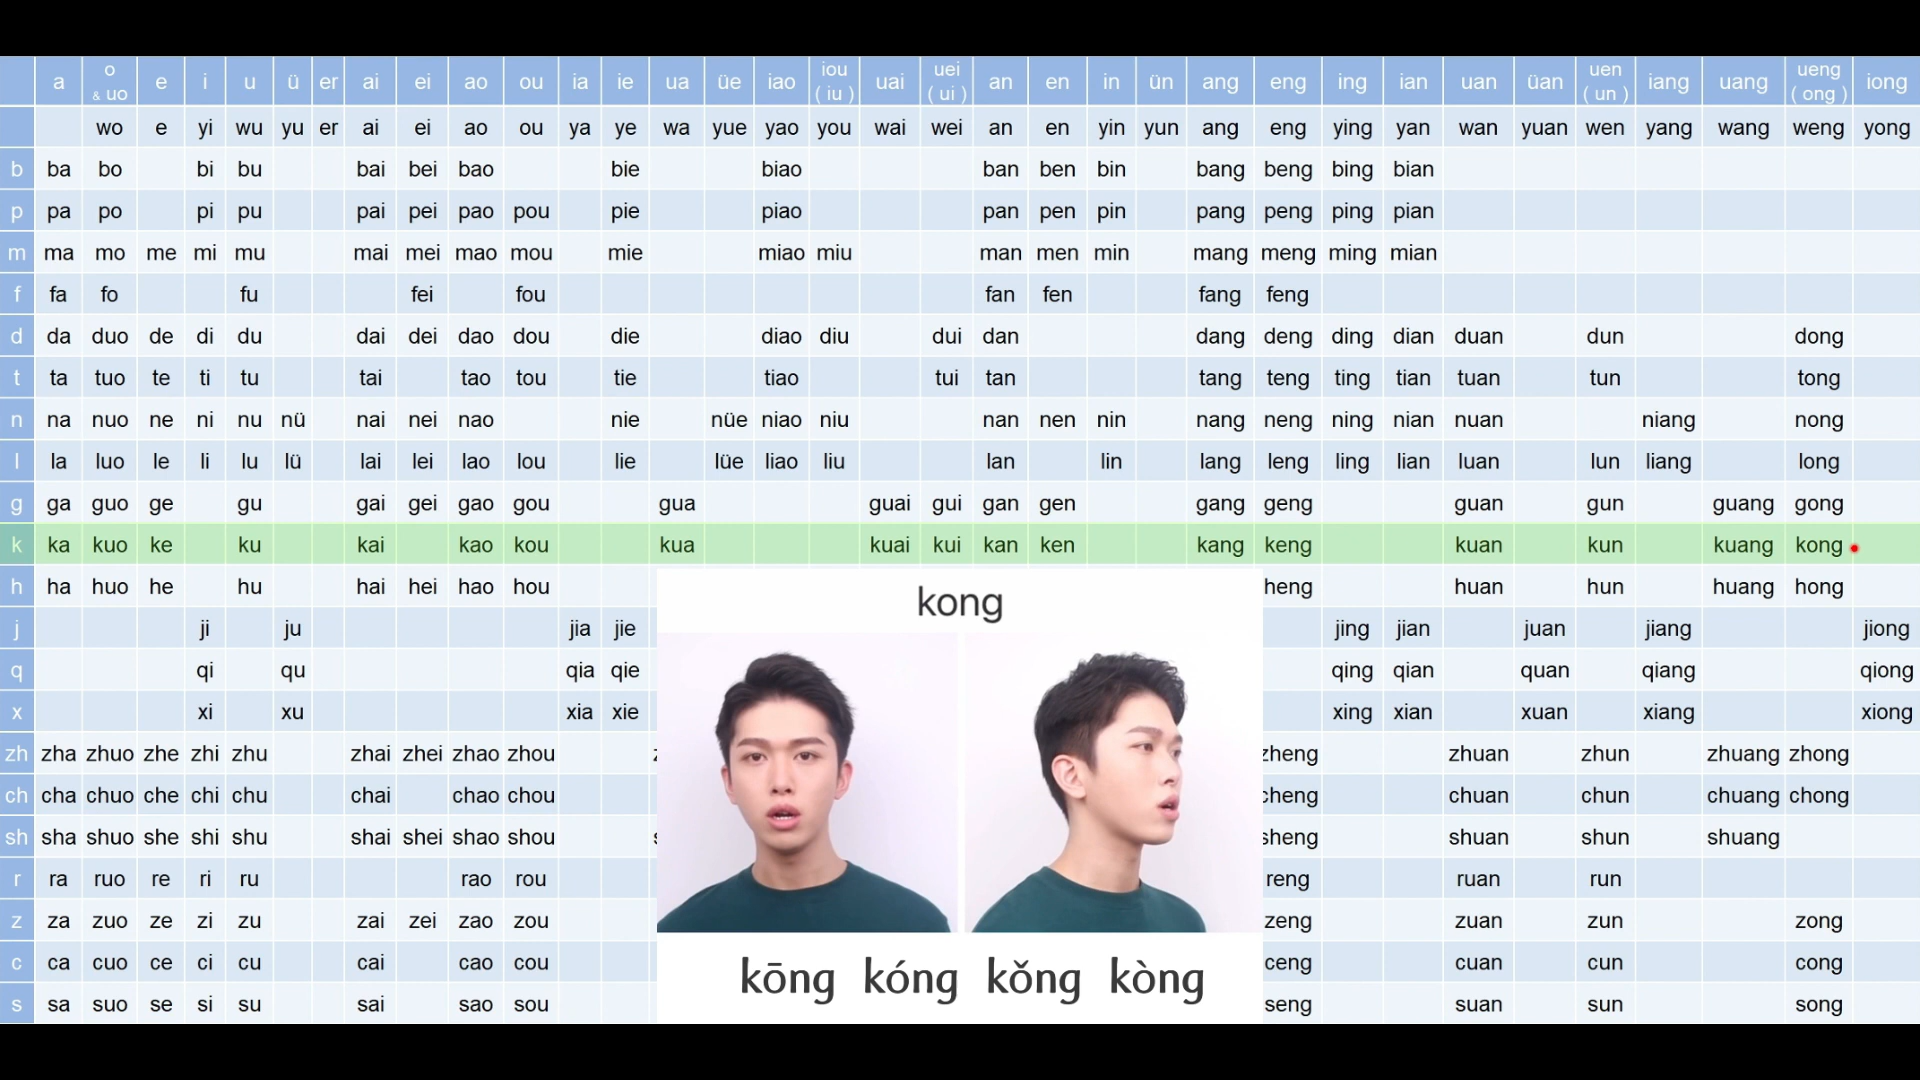 a o & uo e i u ü er ai ei ao ou ia ie ua üe iao iou ( iu ) uai uei ( ui ) an en in ün ang eng ing ian uan üan uen ( un ) iang uang ueng ( ong ) iong
wo e yi wu yu er ai ei ao ou ya ye wa yue yao you wai wei an en yin yun ang eng ying yan wan yuan wen yang wang weng yong
b ba bo bi bu bai bei bao bie biao ban ben bin bang beng bing bian
p pa po pi pu pai pei pao pou pie piao pan pen pin pang peng ping pian
m ma mo me mi mu mai mei mao mou mie miao miu man men min mang meng ming mian
f fa fo fu fei fou fan fen fang feng
d da duo de di du dai dei dao dou die diao diu dui dan dang deng ding dian duan dun dong
t ta tuo te ti tu tai tao tou tie tiao tui tan tang teng ting tian tuan tun tong
n na nuo ne ni nu nü nai nei nao nie nüe niao niu nan nen nin nang neng ning nian nuan niang nong
l la luo le li lu lü lai lei lao lou lie lüe liao liu lan lin lang leng ling lian luan lun liang long
g ga guo ge gu gai gei gao gou gua guai gui gan gen gang geng guan gun guang gong
k ka kuo ke ku kai kao kou kua kuai kui kan ken kang keng kuan kun kuang kong
h ha huo he hu hai hei hao hou heng huan hun huang hong
j ji ju jia jie jing jian juan jiang jiong
q qi qu qia qie qing qian quan qiang qiong
x xi xu xia xie xing xian xuan xiang xiong
zh zha zhuo zhe zhi zhu zhai zhei zhao zhou zheng zhuan zhun zhuang zhong
ch cha chuo che chi chu chai chao chou cheng chuan chun chuang chong
sh sha shuo she shi shu shai shei shao shou sheng shuan shun shuang
r ra ruo re ri ru rao rou reng ruan run
z za zuo ze zi zu zai zei zao zou zeng zuan zun zong
c ca cuo ce ci cu cai cao cou ceng cuan cun cong
s sa suo se si su sai sao sou seng suan sun song
kong
kōng kóng kǒng kòng